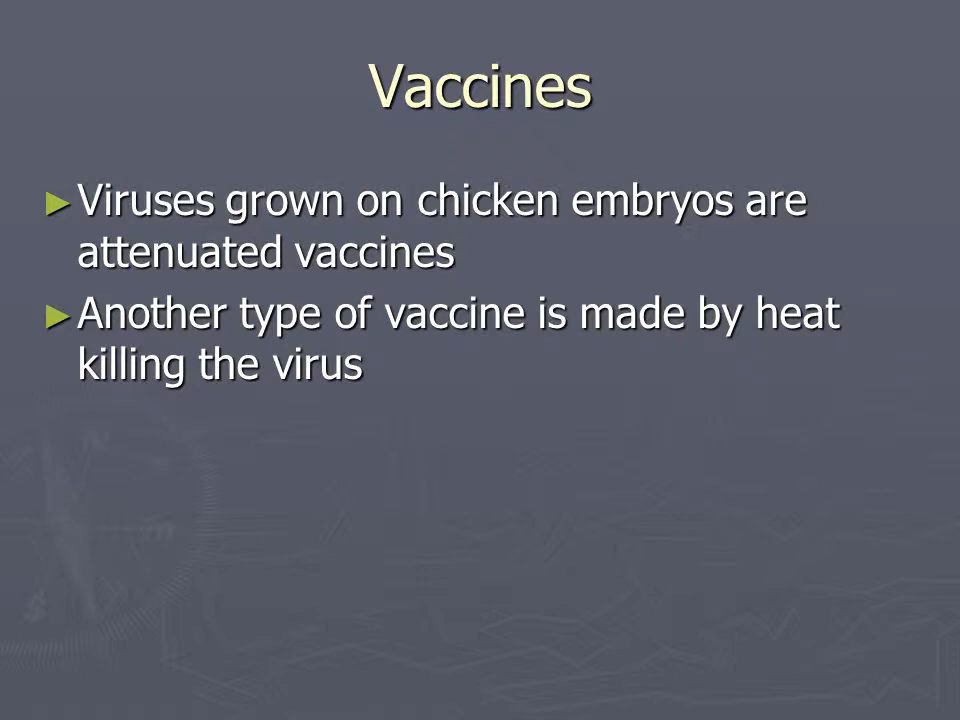 Vaccines
► Viruses grown on chicken embryos are
attenuated vaccines
► Another type of vaccine is made by heat
killing the virus